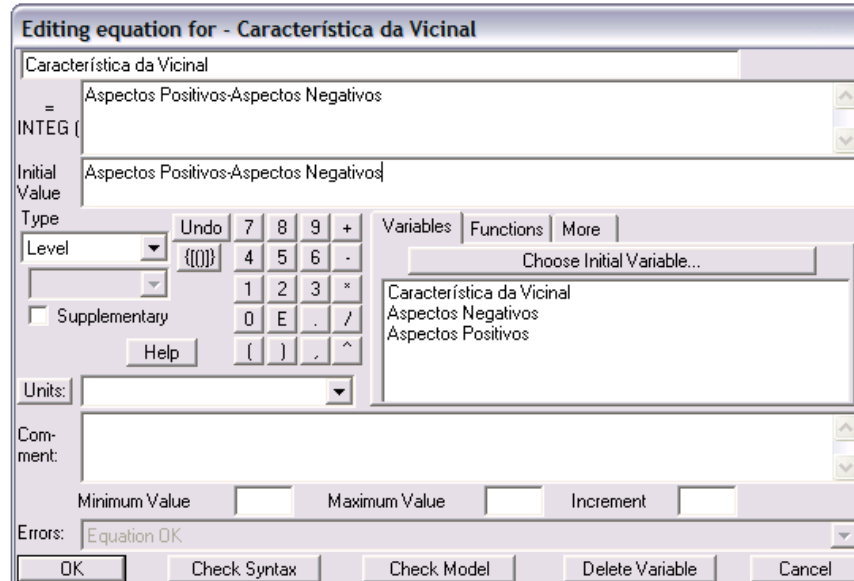 Editing equation for - Característica da Vicinal
Característica da Vicinal
=
INTEG (
Aspectos Positivos-Aspectos Negativos
Initial
Value
Aspectos Positivos-Aspectos Negativos
Type
Level
Supplementary
Help
Undo 7 8 9 +
{[()]} 4 5 6 -
1 2 3 *
0 E . /
( ) , ^
Variables Functions More
Choose Initial Variable...
Característica da Vicinal
Aspectos Negativos
Aspectos Positivos
Units:
Com-
ment:
Minimum Value Maximum Value Increment
Errors: Equation OK
OK Check Syntax Check Model Delete Variable Cancel